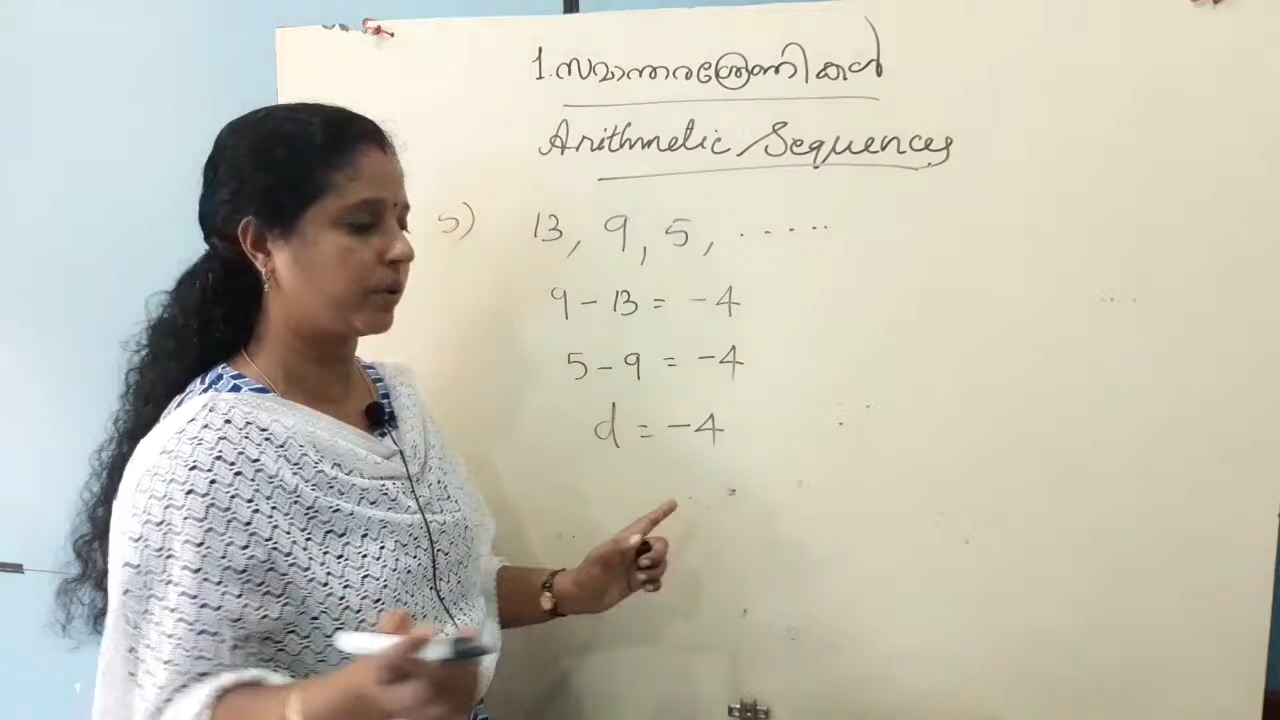 1. സമാന്തരശ്രേണികൾ
Arithmetic Sequences
5) 13, 9, 5, ......
9 - 13 = -4
5 - 9 = -4
d = -4